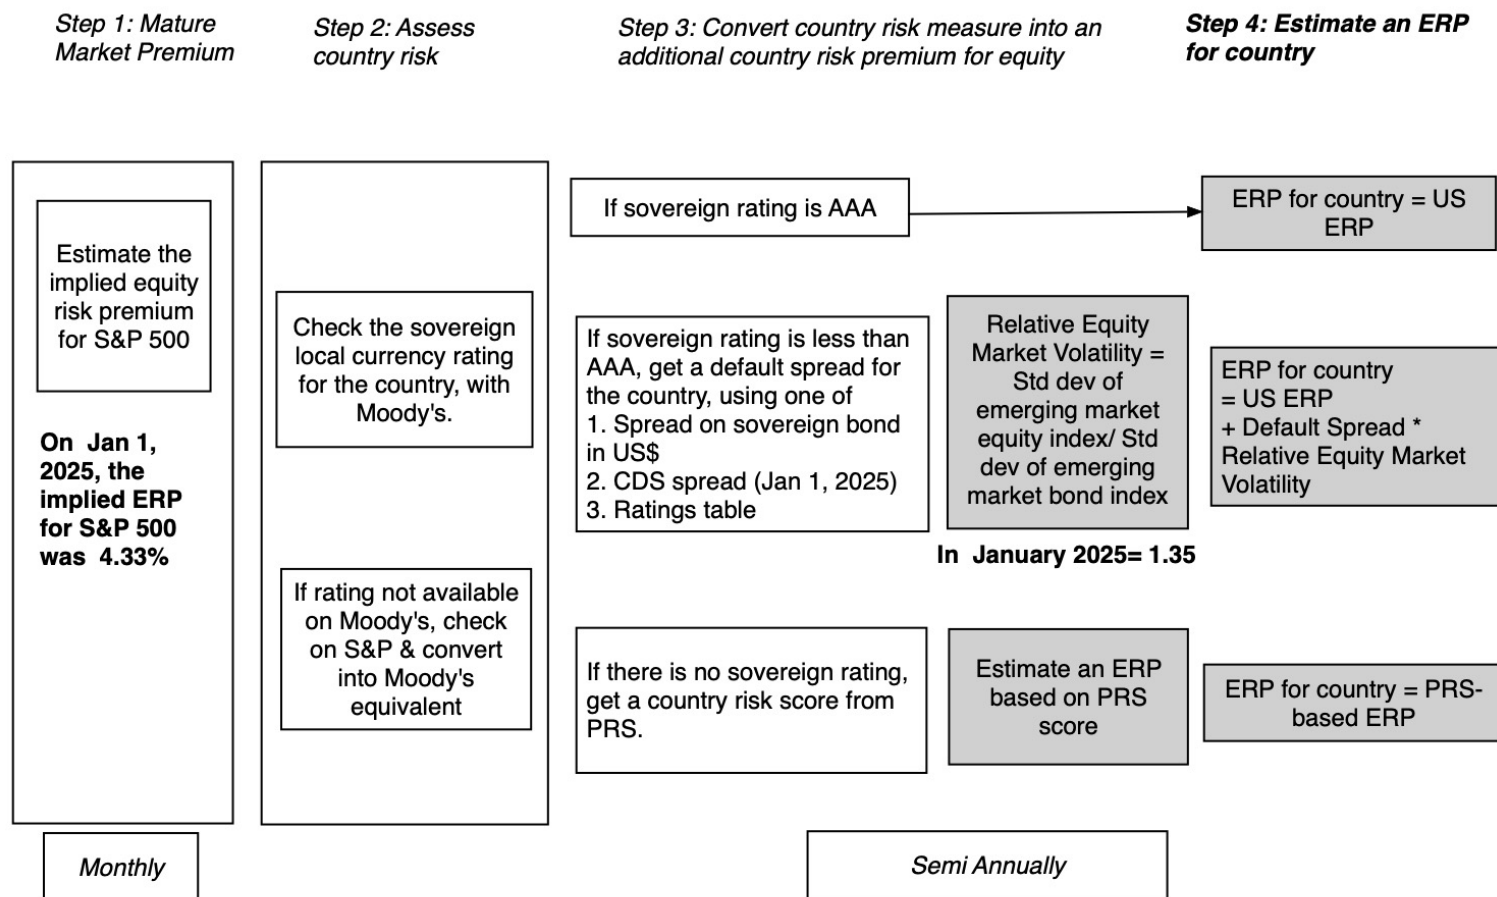 Step 1: Mature
Market Premium
Step 2: Assess
country risk
Step 3: Convert country risk measure into an
additional country risk premium for equity
Step 4: Estimate an ERP
for country
Estimate the
implied equity
risk premium
for S&P 500
On Jan 1,
2025, the
implied ERP
for S&P 500
was 4.33%
Monthly
Check the sovereign
local currency rating
for the country, with
Moody's.
If rating not available
on Moody's, check
on S&P & convert
into Moody's
equivalent
If sovereign rating is AAA
ERP for country = US
ERP
If sovereign rating is less than
AAA, get a default spread for
the country, using one of
1. Spread on sovereign bond
in US$
2. CDS spread (Jan 1, 2025)
3. Ratings table
Relative Equity
Market Volatility =
Std dev of
emerging market
equity index/ Std
dev of emerging
market bond index
In January 2025= 1.35
ERP for country
= US ERP
+ Default Spread *
Relative Equity Market
Volatility
If there is no sovereign rating,
get a country risk score from
PRS.
Estimate an ERP
based on PRS
score
ERP for country = PRS-
based ERP
Semi Annually